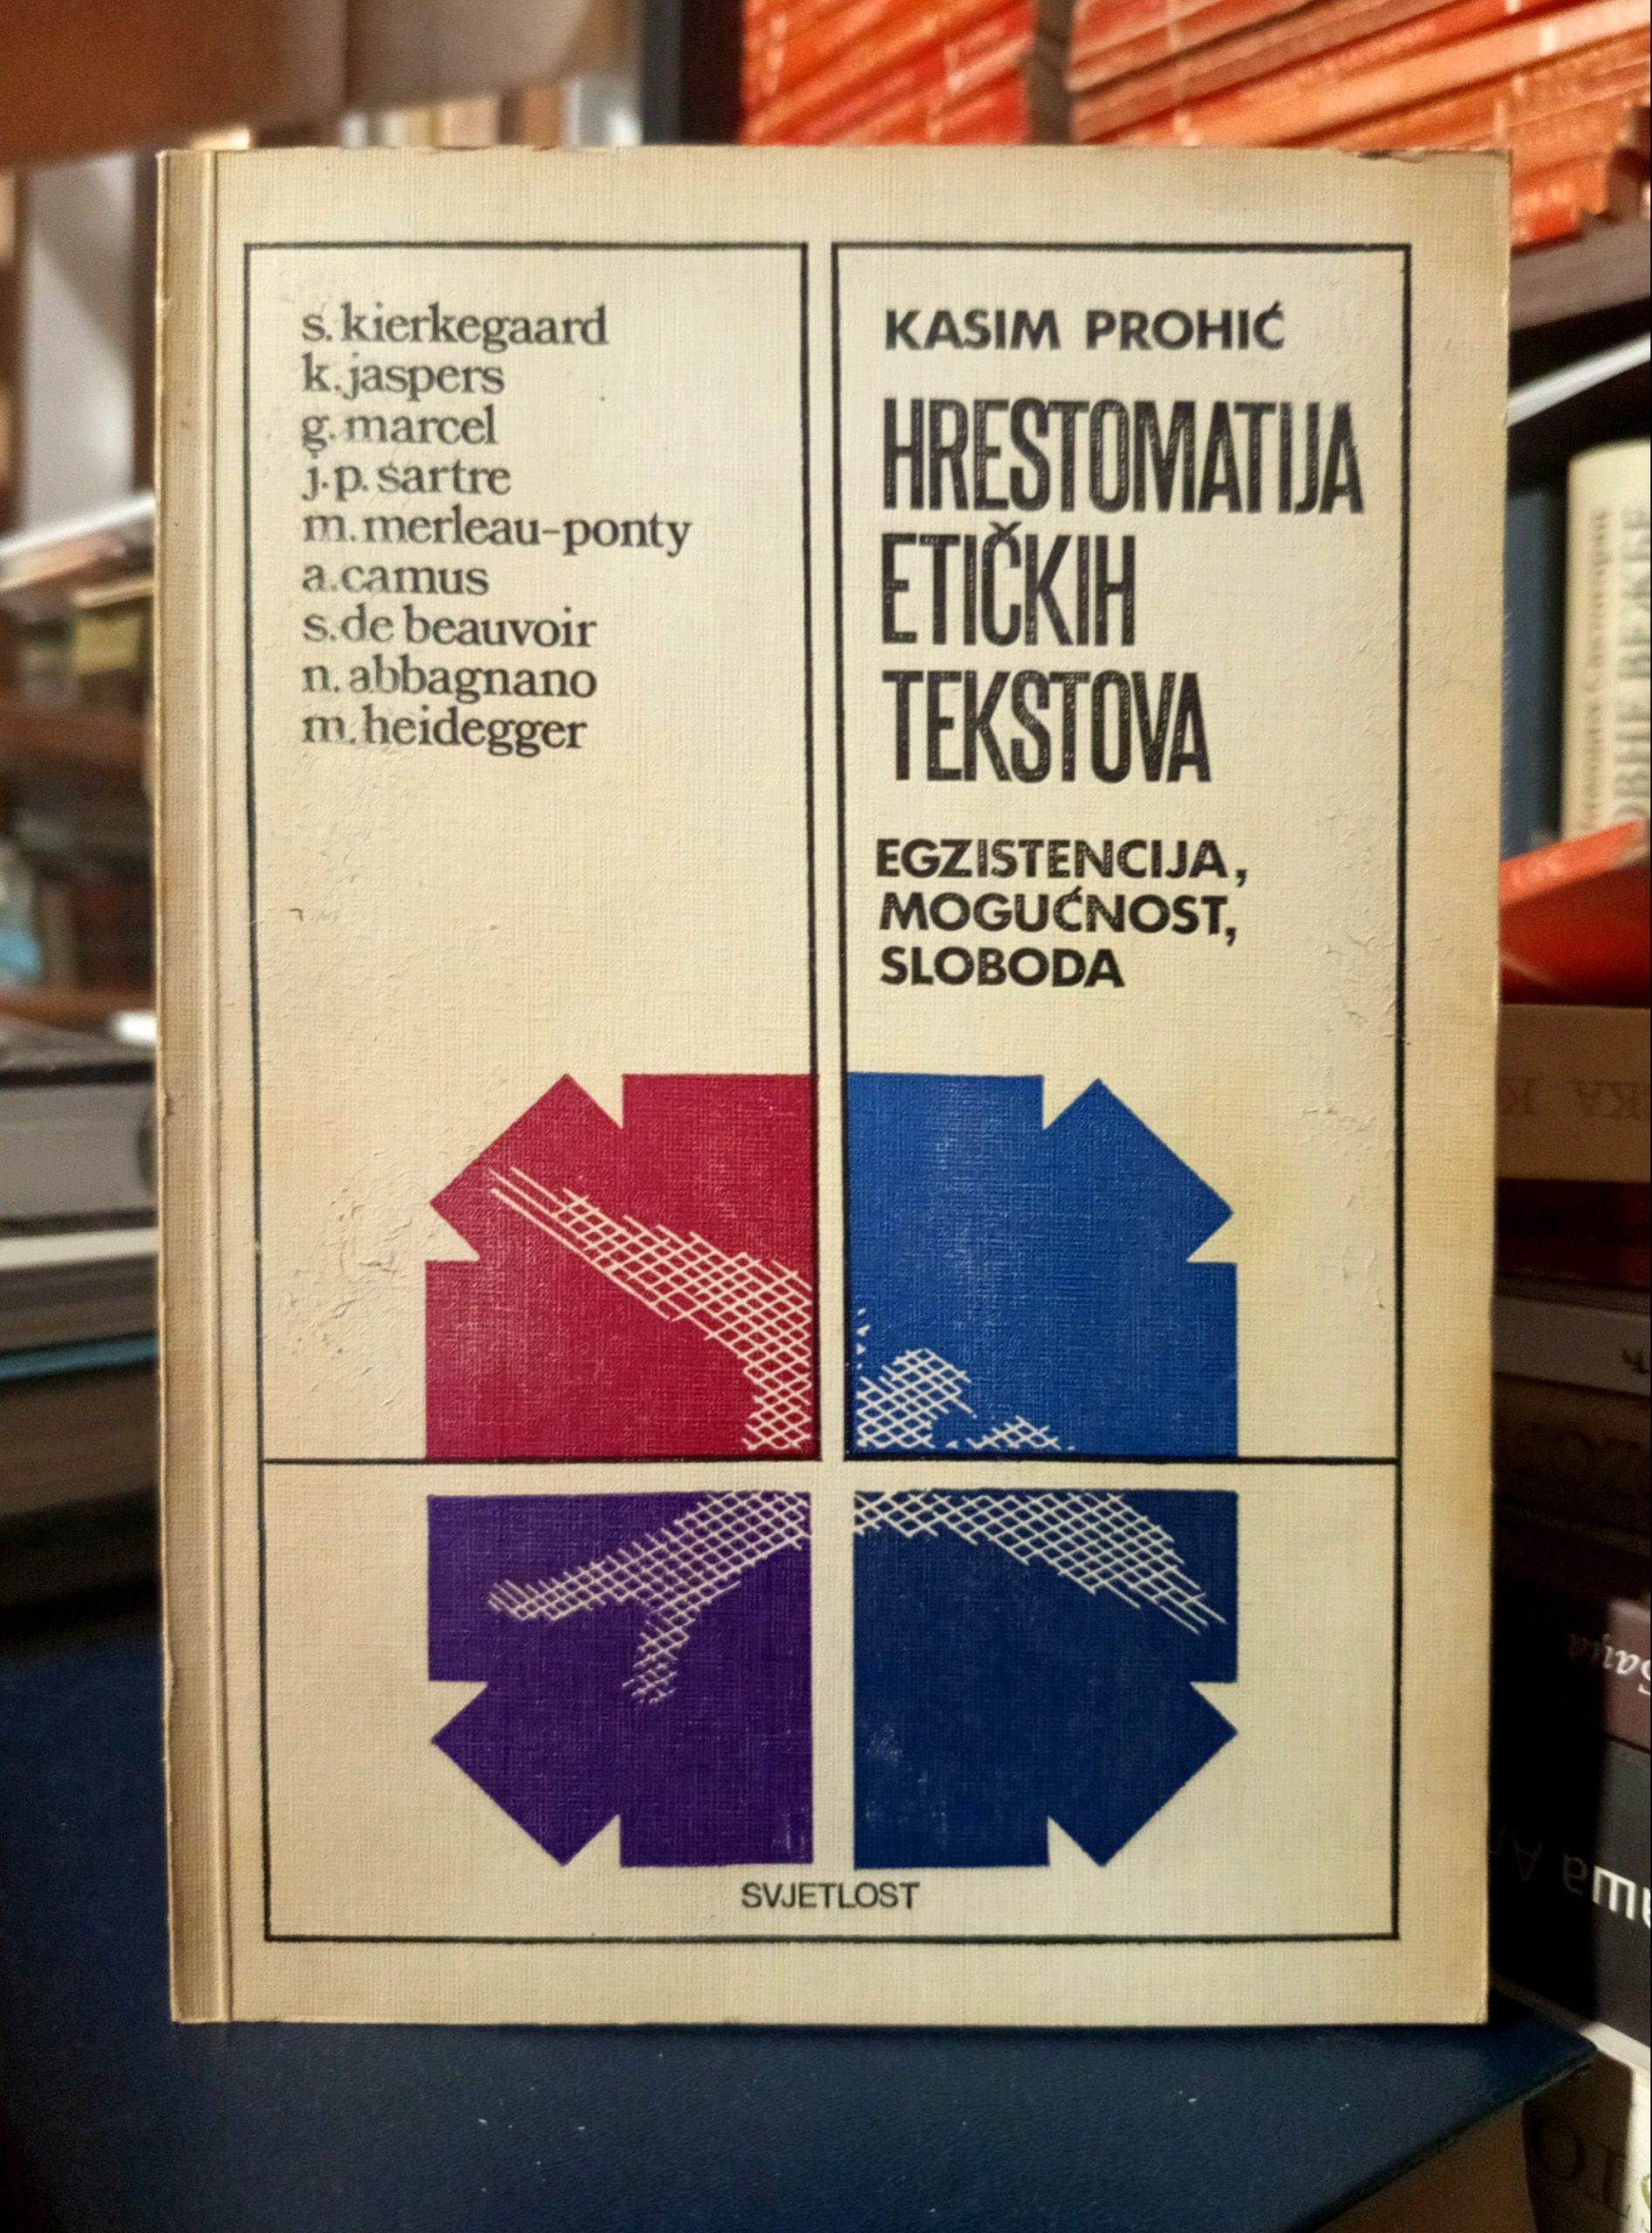 s. kierkegaard
k. jaspers
g. marcel
j. p. sartre
m. merleau-ponty
a. camus
s. de beauvoir
n. abbagnano
m. heidegger
KASIM PROHIĆ
HRESTOMATIJA
ETIČKIH
TEKSTOVA
EGZISTENCIJA,
MOGUĆNOST,
SLOBODA
SVJETLOST